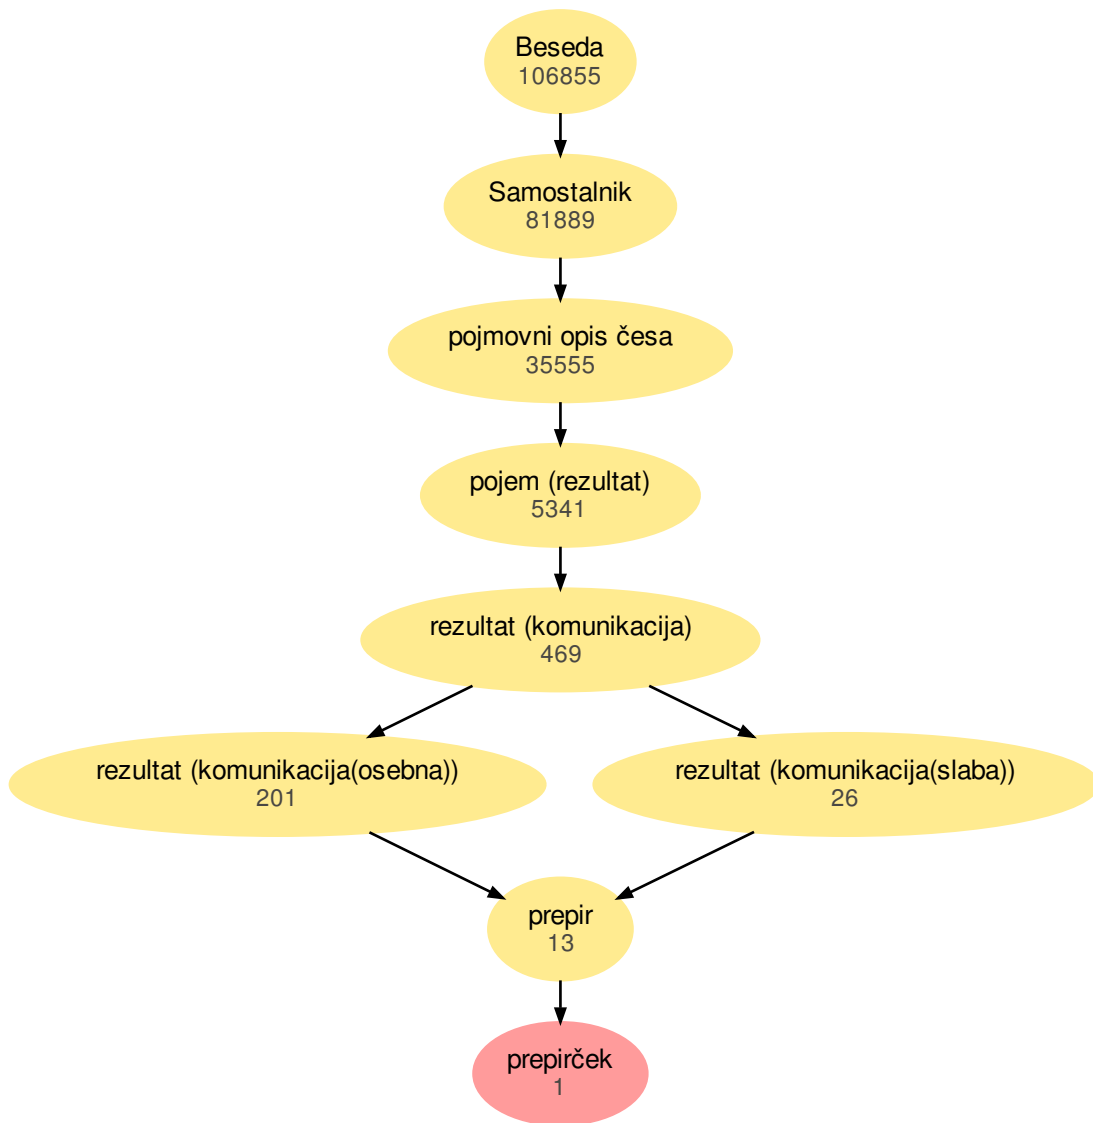 Beseda
106855
Samostalnik
81889
pojmovni opis česa
35555
pojem (rezultat)
5341
rezultat (komunikacija)
469
rezultat (komunikacija(osebna))
201
rezultat (komunikacija(slaba))
26
prepir
13
prepirček
1